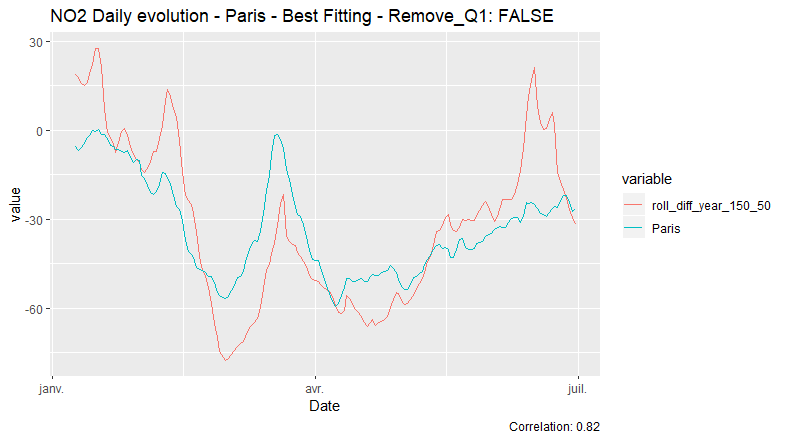 NO2 Daily evolution - Paris - Best Fitting - Remove_Q1: FALSE
30
0
-30
-60
value
janv.
avr.
juil.
Date
variable
roll_diff_year_150_50
Paris
Correlation: 0.82